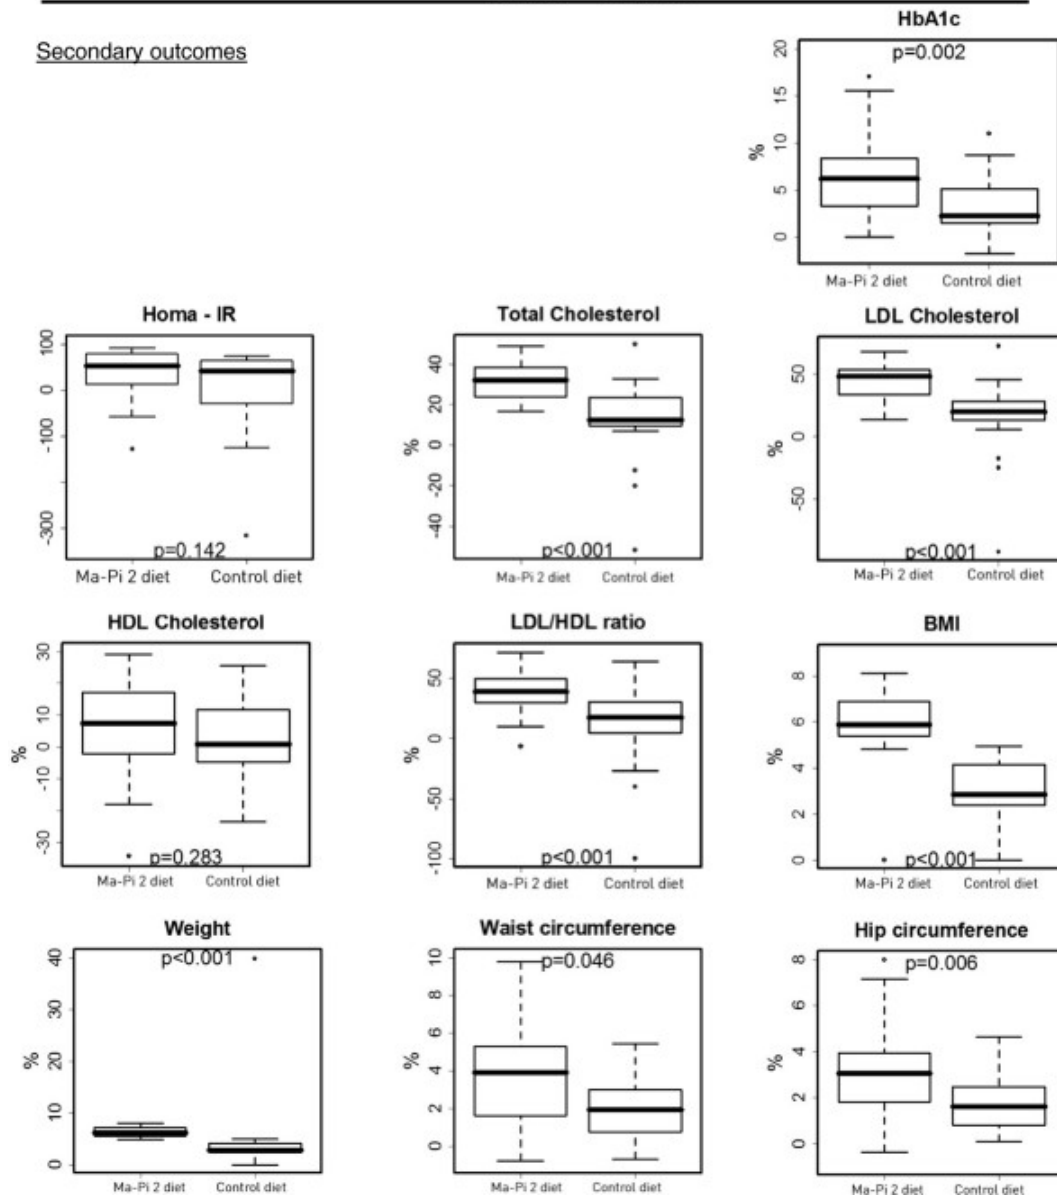 Secondary outcomes
HbA1c
20
15
10
5
0
%
p=0.002
Ma-Pi 2 diet Control diet
Homa - IR
100
0
-100
-300
p=0.142
Ma-Pi 2 diet Control diet
Total Cholesterol
40
20
0
-20
-40
%
p<0.001
Ma-Pi 2 diet Control diet
LDL Cholesterol
50
0
-50
%
p<0.001
Ma-Pi 2 diet Control diet
HDL Cholesterol
30
10
0
-10
-30
%
p=0.283
Ma-Pi 2 diet Control diet
LDL/HDL ratio
50
0
-50
-100
%
p<0.001
Ma-Pi 2 diet Control diet
BMI
8
6
4
2
0
%
p<0.001
Ma-Pi 2 diet Control diet
Weight
40
30
20
10
0
%
p<0.001
Ma-Pi 2 diet Control diet
Waist circumference
10
8
6
4
2
0
%
p=0.046
Ma-Pi 2 diet Control diet
Hip circumference
8
6
4
2
0
%
p=0.006
Ma-Pi 2 diet Control diet